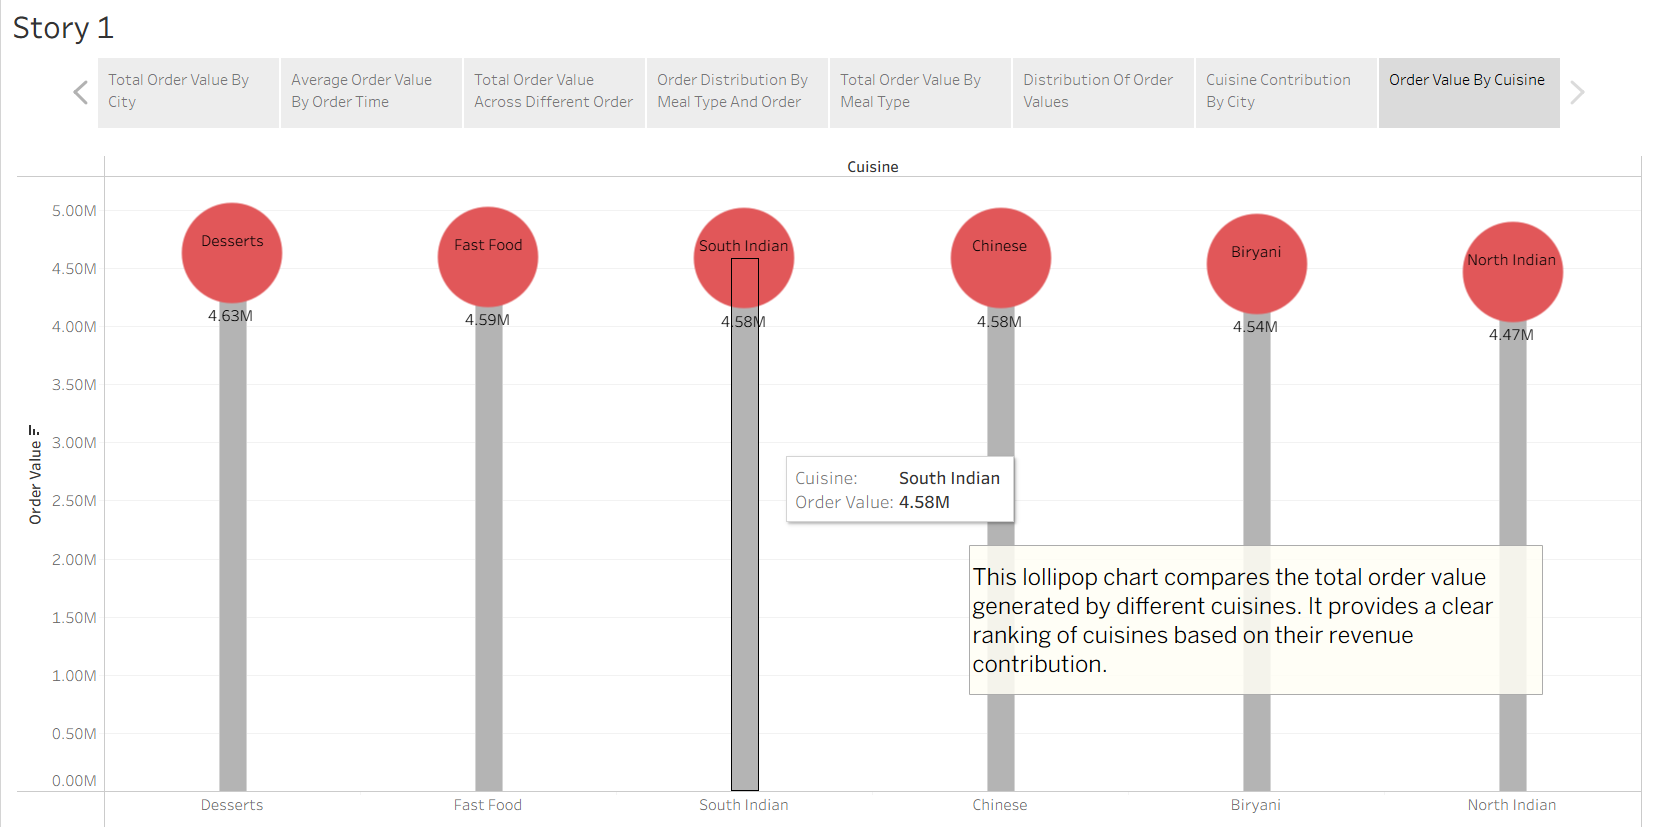 Story 1
Total Order Value By
City
Average Order Value
By Order Time
Total Order Value
Across Different Order
Order Distribution By
Meal Type And Order
Total Order Value By
Meal Type
Distribution Of Order
Values
Cuisine Contribution
By City
Order Value By Cuisine
Cuisine
Order Value
5.00M
4.50M
4.00M
3.50M
3.00M
2.50M
2.00M
1.50M
1.00M
0.50M
0.00M
Desserts
4.63M
Fast Food
4.59M
South Indian
4.58M
Chinese
4.58M
Biryani
4.54M
North Indian
4.47M
Cuisine: South Indian
Order Value: 4.58M
This lollipop chart compares the total order value
generated by different cuisines. It provides a clear
ranking of cuisines based on their revenue
contribution.
Desserts
Fast Food
South Indian
Chinese
Biryani
North Indian